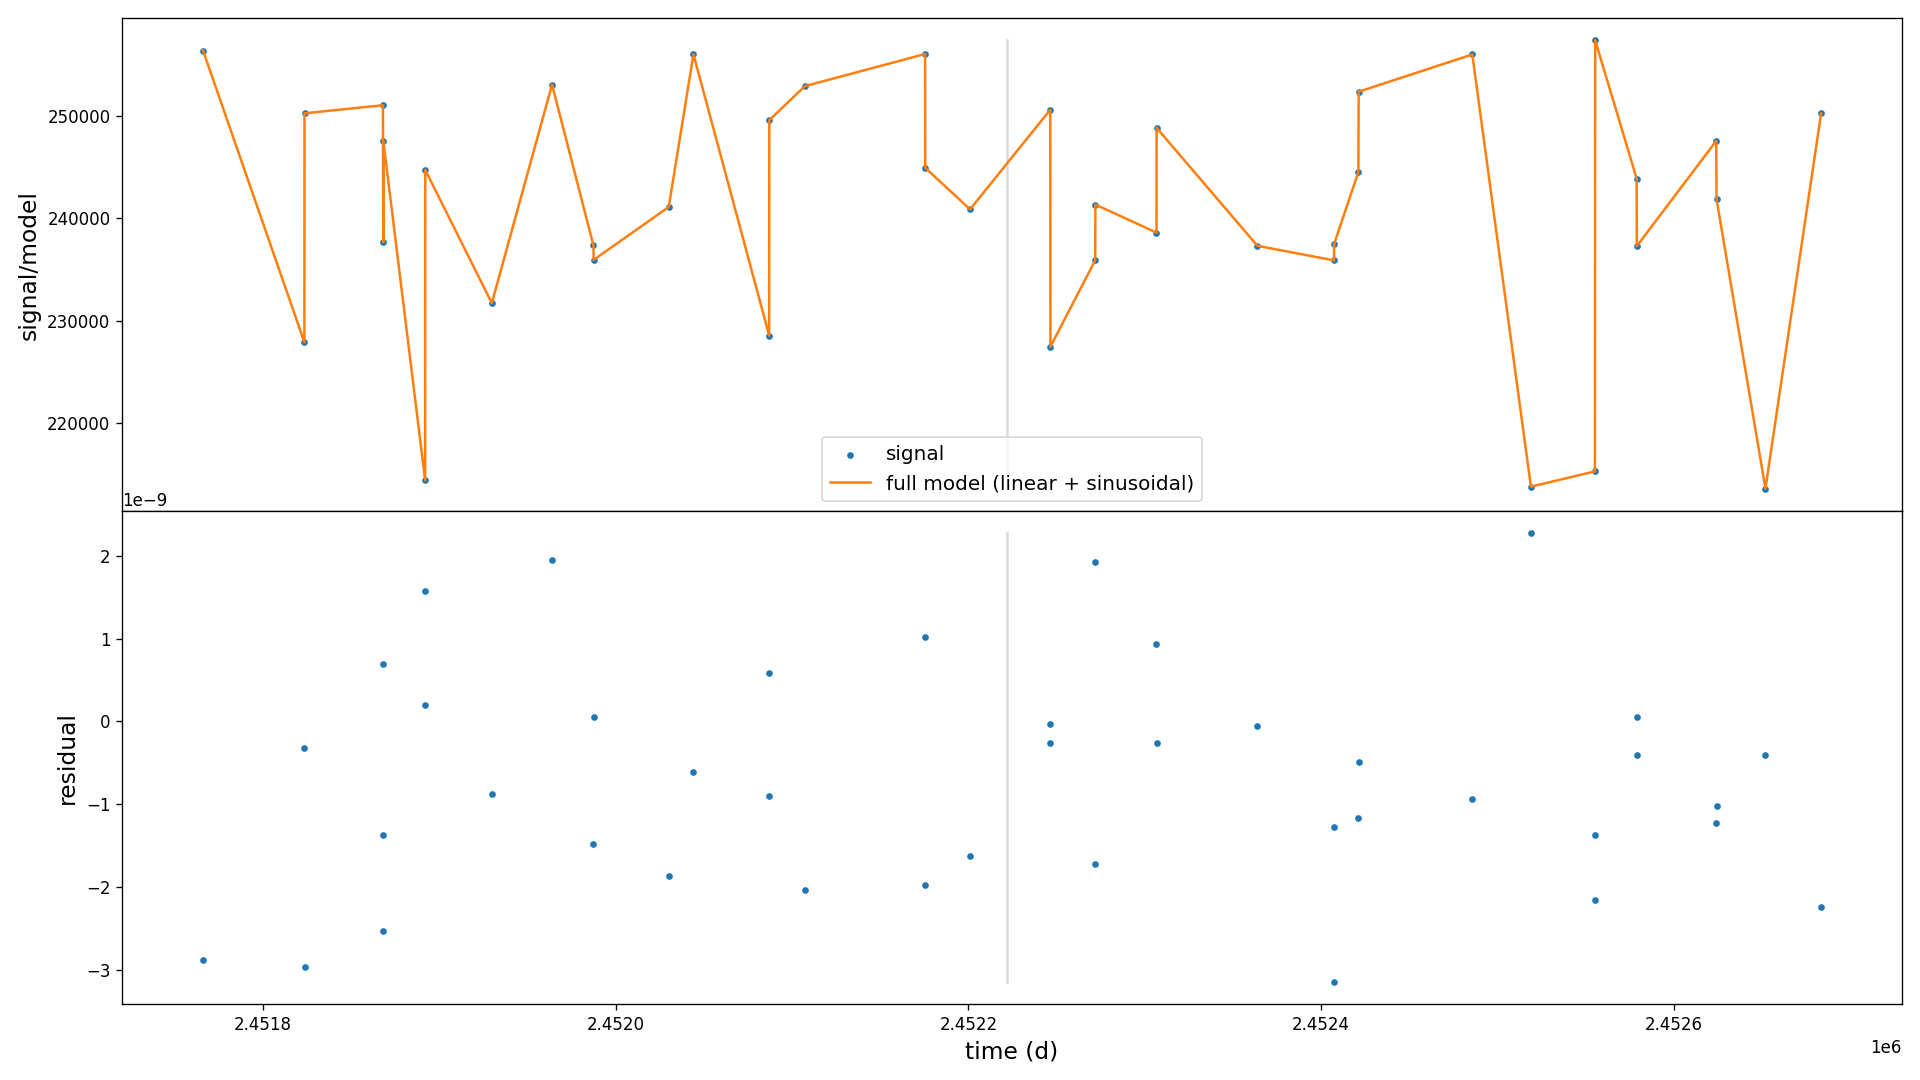 signal/model
250000
240000
230000
220000
signal
full model (linear + sinusoidal)
1e−9
residual
2
1
0
−1
−2
−3
2.4518 2.4520 2.4522 2.4524 2.4526
time (d)
1e6